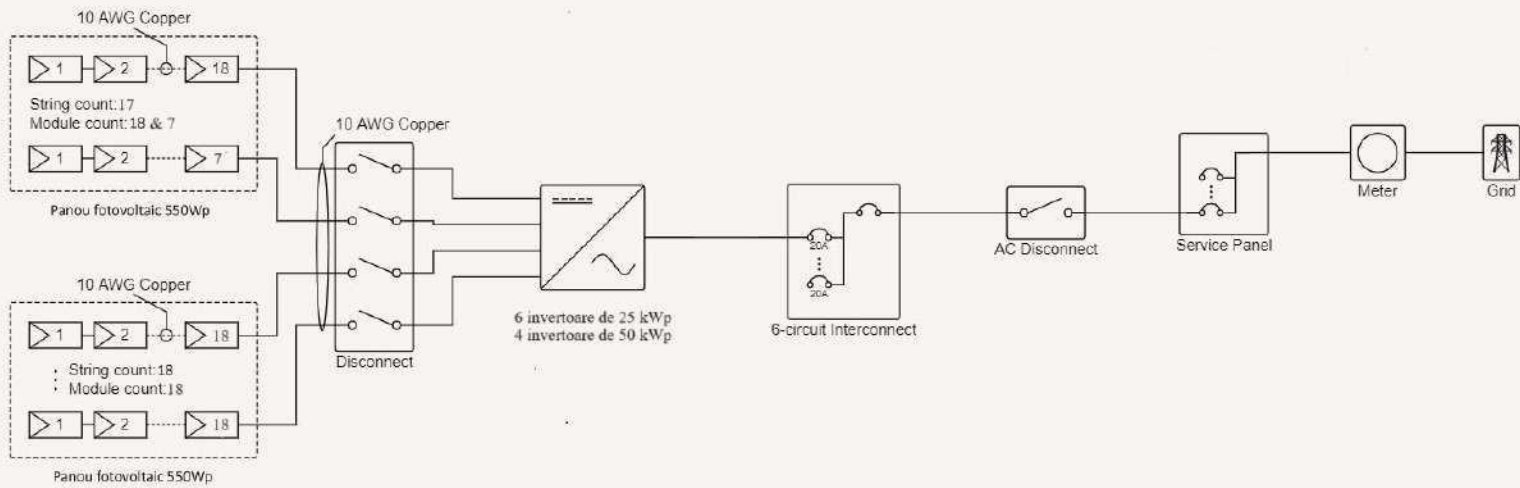 10 AWG Copper
1
2
18
String count:17
Module count:18 & 7
1
2
7
Panou fotovoltaic 550Wp
10 AWG Copper
1
2
18
String count:18
Module count:18
1
2
18
Panou fotovoltaic 550Wp
10 AWG Copper
Disconnect
6 invertoare de 25 kWp
4 invertoare de 50 kWp
20A
20A
6-circuit Interconnect
AC Disconnect
Service Panel
Meter
Grid